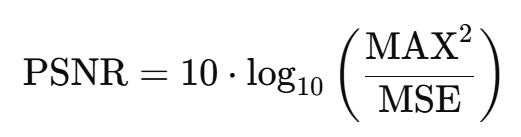 PSNR = 10 · log₁₀ (MAX² / MSE)